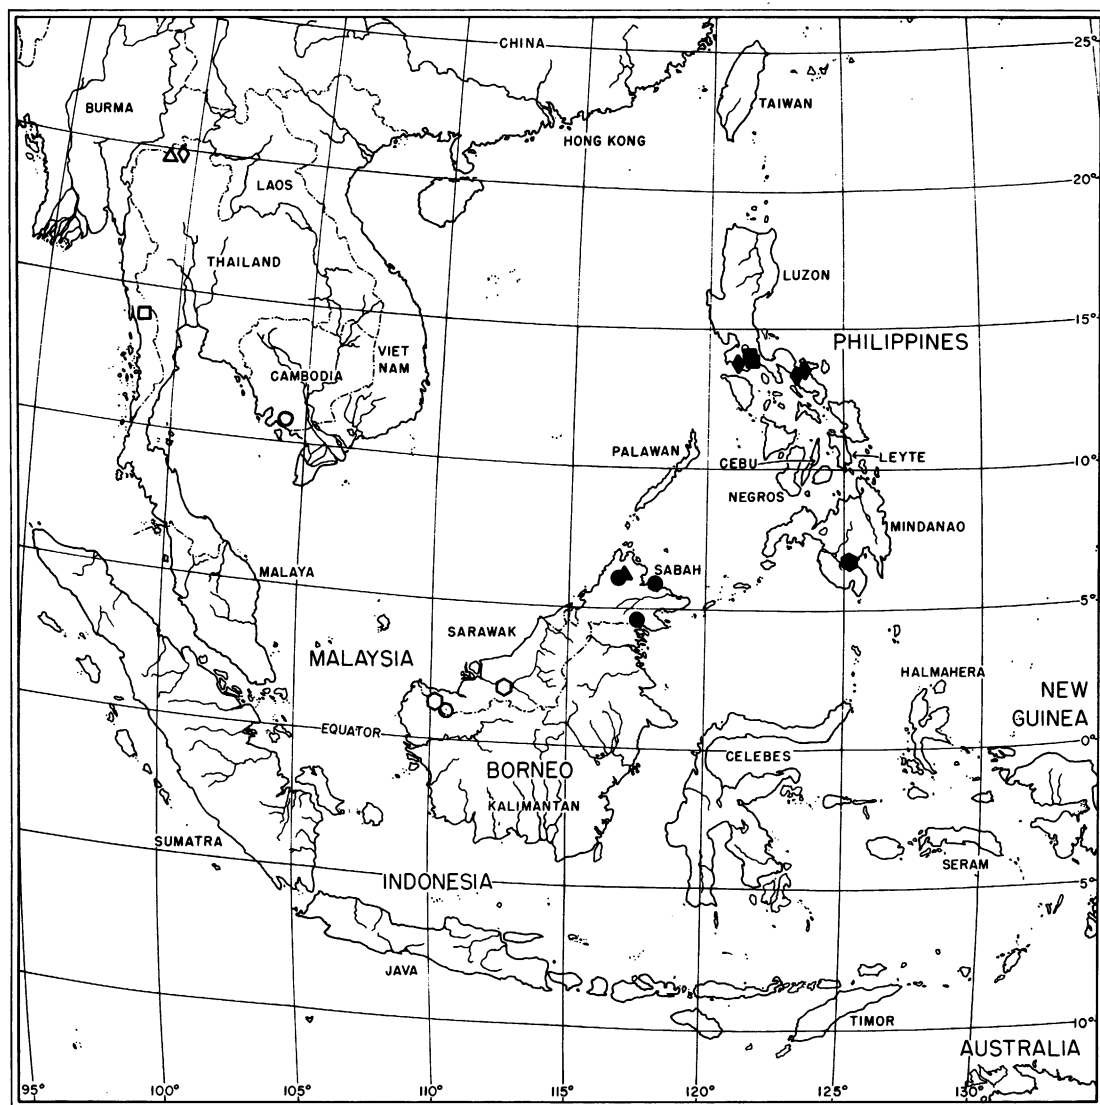 CHINA
25°
BURMA
TAIWAN
HONG KONG
LAOS
20°
THAILAND
LUZON
15°
PHILIPPINES
VIET
NAM
CAMBODIA
PALAWAN
CEBU
LEYTE
10°
NEGROS
MINDANAO
MALAYA
SABAH
5°
SARAWAK
MALAYSIA
HALMAHERA
NEW
GUINEA
EQUATOR
0°
CELEBES
BORNEO
KALIMANTAN
SUMATRA
SERAM
INDONESIA
5°
JAVA
TIMOR
10°
AUSTRALIA
95°
100°
105°
110°
115°
120°
125°
130°